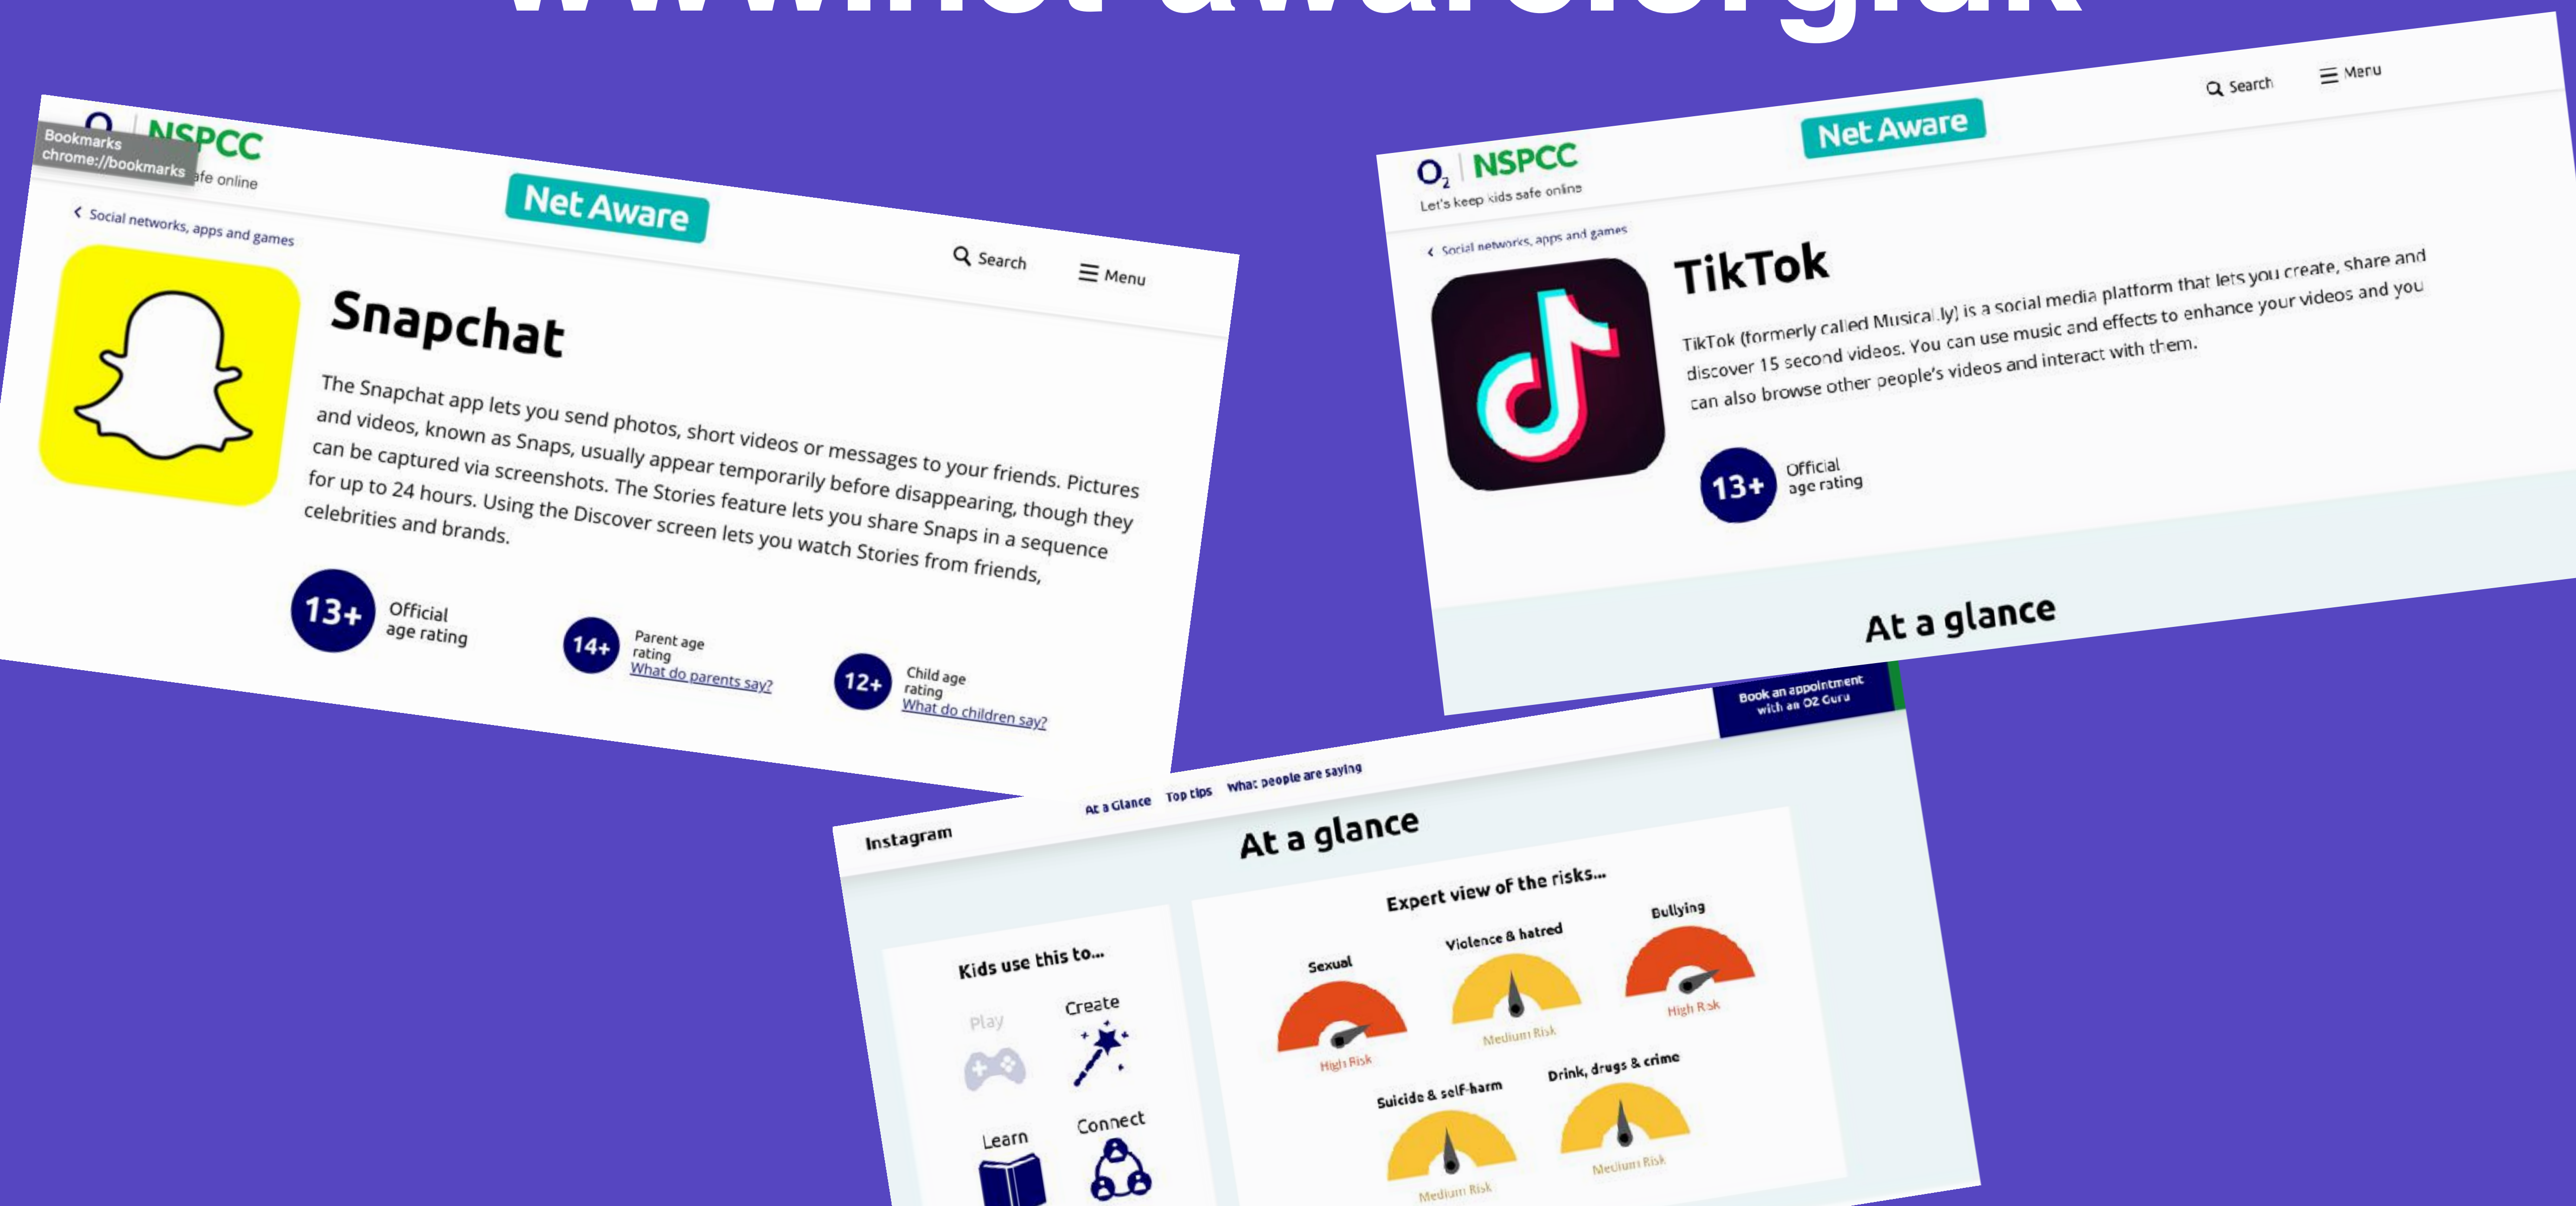 www.net-aware.org.uk
Bookmarks
chrome://bookmarks
NSPCC
afe online
Net Aware
Search
Menu
Social networks, apps and games
Snapchat
The Snapchat app lets you send photos, short videos or messages to your friends. Pictures
and videos, known as Snaps, usually appear temporarily before disappearing, though they
can be captured via screenshots. The Stories feature lets you share Snaps in a sequence
for up to 24 hours. Using the Discover screen lets you watch Stories from friends,
celebrities and brands.
13+ Official
age rating
14+ Parent age
rating
What do parents say?
12+ Child age
rating
What do children say?
O2 NSPCC
Let's keep kids safe online
Net Aware
Search
Menu
Social networks, apps and games
TikTok
TikTok (formerly called Musical.ly) is a social media platform that lets you create, share and
discover 15 second videos. You can use music and effects to enhance your videos and you
can also browse other people's videos and interact with them.
13+ Official
age rating
At a glance
Book an appointment
with an O2 Guru
Instagram
At a Glance Top tips What people are saying
At a glance
Kids use this to...
Play
Create
Learn
Connect
Expert view of the risks...
Sexual
High Risk
Violence & hatred
Medium Risk
Bullying
High Risk
Suicide & self-harm
Medium Risk
Drink, drugs & crime
Medium Risk